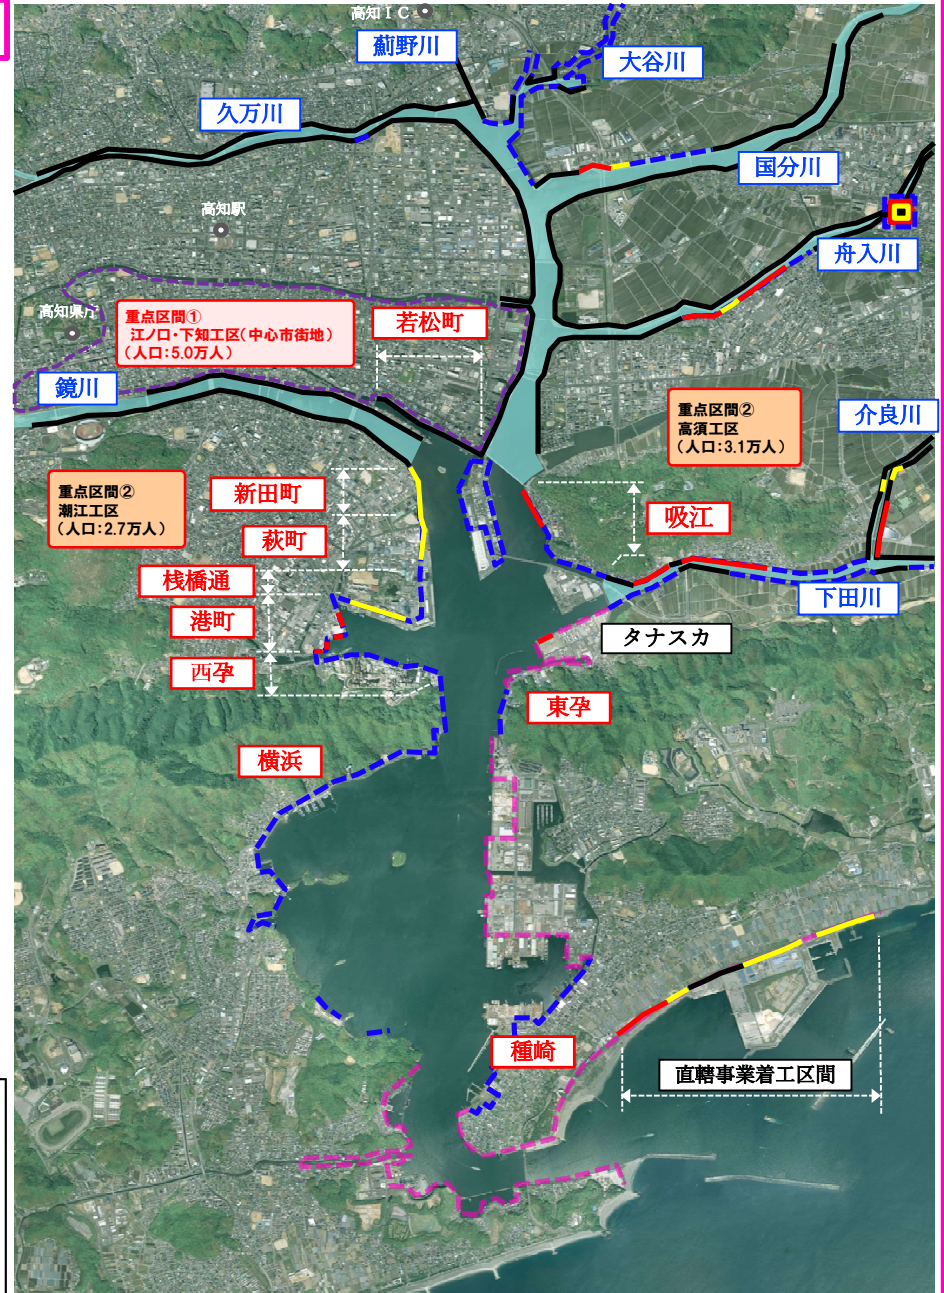 高知ＩＣ
薊野川
大谷川
久万川
国分川
高知駅
舟入川
高知県庁
重点区間①
江ノ口・下知工区(中心市街地)
(人口:5.0万人)
若松町
鏡川
重点区間②
高須工区
(人口:3.1万人)
介良川
重点区間②
潮江工区
(人口:2.7万人)
新田町
吸江
萩町
桟橋通
港町
下田川
タナスカ
西孕
東孕
横浜
種崎
直轄事業着工区間